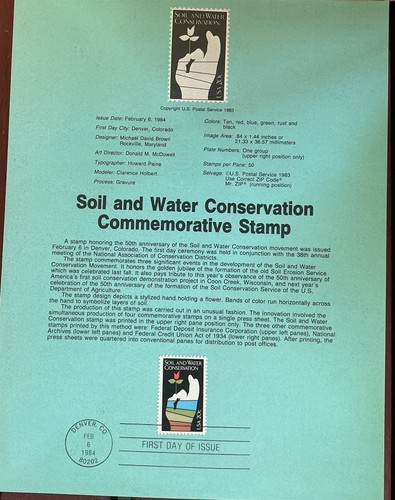 SOIL AND WATER
CONSERVATION
USA 20c
Copyright U.S. Postal Service 1983
Issue Date: February 6, 1984
First Day City: Denver, Colorado
Designer: Michael David Brown
Rockville, Maryland
Art Director: Donald M. McDowell
Typographer: Howard Paine
Modeler: Clarence Holbert
Process: Gravure
Colors: Tan, red, blue, green, rust and
black
Image Area: .84 x 1.44 inches or
21.33 x 36.57 millimeters
Plate Numbers: One group
(upper right position only)
Stamps per Pane: 50
Selvage: ©U.S. Postal Service 1983
Use Correct ZIP Code®
Mr. ZIP® (running position)
Soil and Water Conservation
Commemorative Stamp
A stamp honoring the 50th anniversary of the Soil and Water Conservation movement was issued
February 6 in Denver, Colorado. The first day ceremony was held in conjunction with the 38th annual
meeting of the National Association of Conservation Districts.
The stamp commemorates three significant events in the development of the Soil and Water
Conservation Movement. It honors the golden jubilee of the formation of the old Soil Erosion Service
which was celebrated last fall. It also pays tribute to this year's observance of the 50th anniversary of
America's first soil conservation demonstration project in Coon Creek, Wisconsin, and next year's
celebration of the 50th anniversary of the formation of the Soil Conservation Service of the U.S.
Department of Agriculture.
The stamp design depicts a stylized hand holding a flower. Bands of color run horizontally across
the hand to symbolize layers of soil.
The production of this stamp was carried out in an unusual fashion. The innovation involved the
simultaneous production of four commemorative stamps on a single press sheet. The Soil and Water
Conservation stamp was printed in the upper right pane position only. The three other commemorative
stamps printed by this method were: Federal Deposit Insurance Corporation (upper left panes), National
Archives (lower left panes) and Federal Credit Union Act of 1934 (lower right panes). After printing, the
press sheets were quartered into conventional panes for distribution to post offices.
SOIL AND WATER
CONSERVATION
USA 20c
DENVER, CO
FEB
6
1984
80202
FIRST DAY OF ISSUE